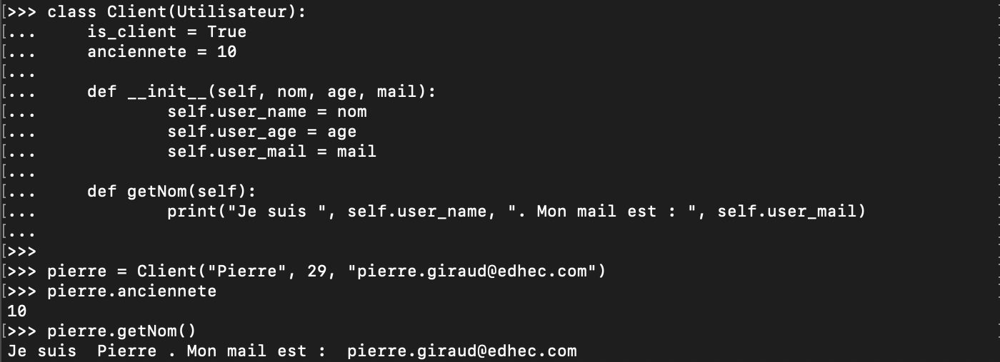 [>>> class Client(Utilisateur):
[...     is_client = True
[...     anciennete = 10
[...
[...     def __init__(self, nom, age, mail):
[...             self.user_name = nom
[...             self.user_age = age
[...             self.user_mail = mail
[...
[...     def getNom(self):
[...             print("Je suis ", self.user_name, ". Mon mail est : ", self.user_mail)
[...
[>>>
[>>> pierre = Client("Pierre", 29, "pierre.giraud@edhec.com")
[>>> pierre.anciennete
10
[>>> pierre.getNom()
Je suis  Pierre . Mon mail est :  pierre.giraud@edhec.com